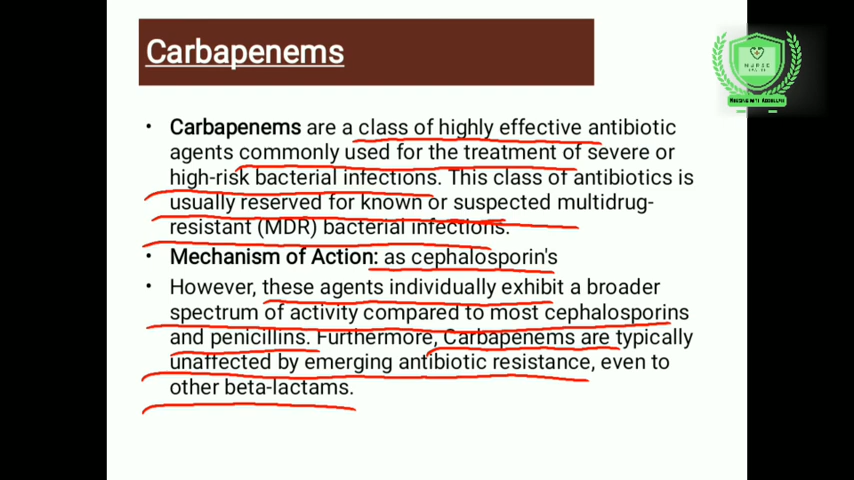 Carbapenems
• Carbapenems are a class of highly effective antibiotic
agents commonly used for the treatment of severe or
high-risk bacterial infections. This class of antibiotics is
usually reserved for known or suspected multidrug-
resistant (MDR) bacterial infections.
• Mechanism of Action: as cephalosporin's
• However, these agents individually exhibit a broader
spectrum of activity compared to most cephalosporins
and penicillins. Furthermore, Carbapenems are typically
unaffected by emerging antibiotic resistance, even to
other beta-lactams.
NURSE